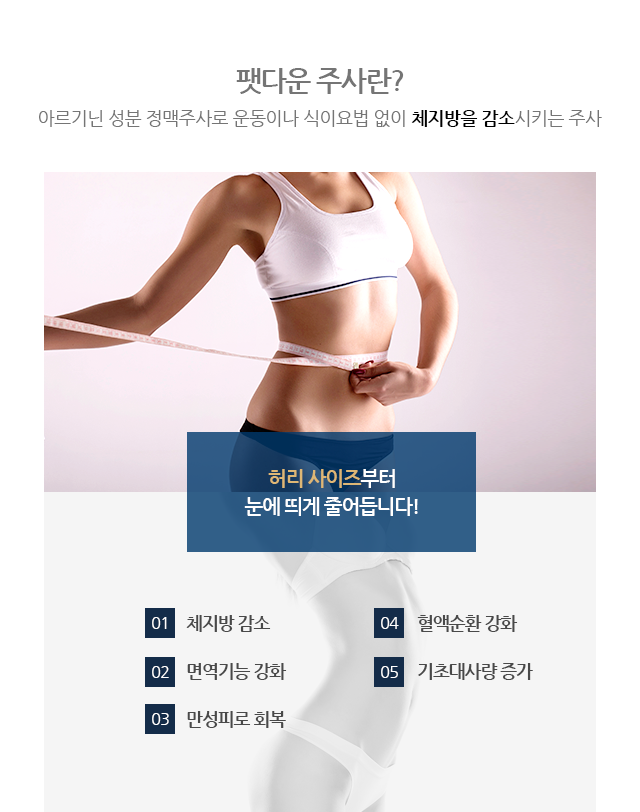 팻다운 주사란?
아르기닌 성분 정맥주사로 운동이나 식이요법 없이 체지방을 감소시키는 주사
허리 사이즈부터
눈에 띄게 줄어듭니다!
01 체지방 감소
02 면역기능 강화
03 만성피로 회복
04 혈액순환 강화
05 기초대사량 증가